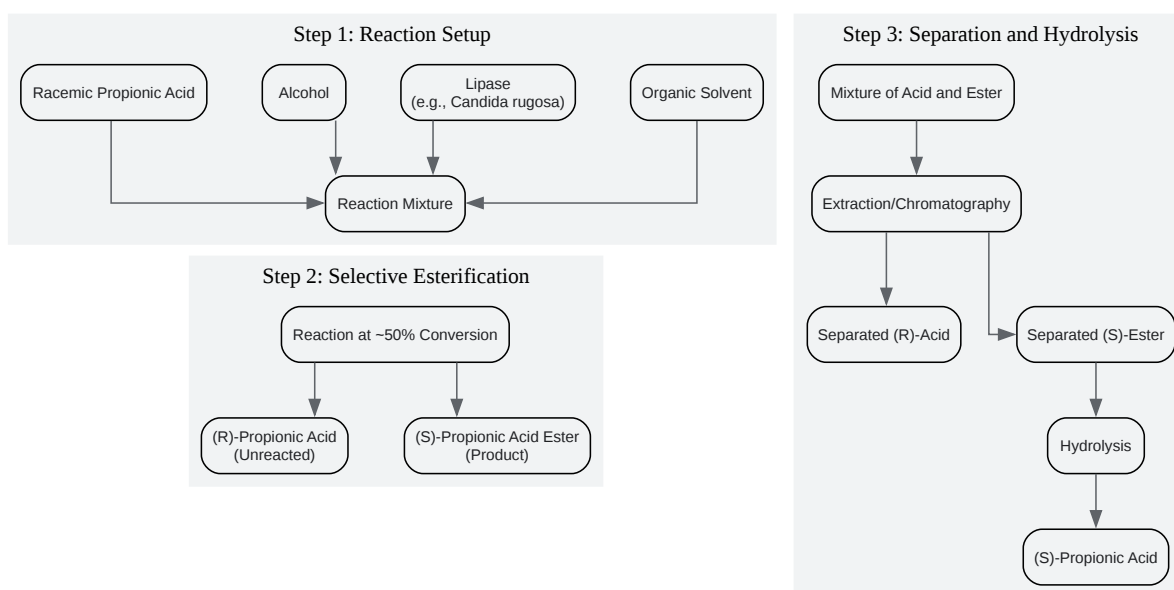 Step 1: Reaction Setup
Racemic Propionic Acid
Alcohol
Lipase
(e.g., Candida rugosa)
Organic Solvent
Reaction Mixture
Step 2: Selective Esterification
Reaction at ~50% Conversion
(R)-Propionic Acid
(Unreacted)
(S)-Propionic Acid Ester
(Product)
Step 3: Separation and Hydrolysis
Mixture of Acid and Ester
Extraction/Chromatography
Separated (R)-Acid
Separated (S)-Ester
Hydrolysis
(S)-Propionic Acid